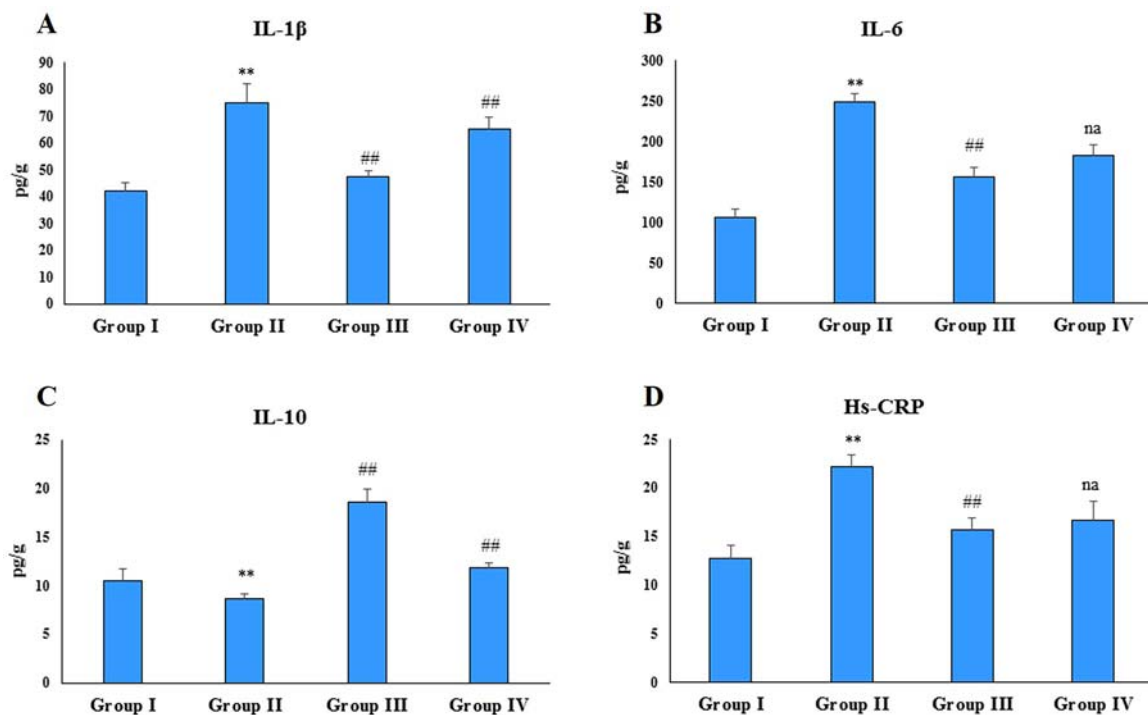 A
IL-1β
90
80
70
60
50
40
30
20
10
0
pg/g
**
##
##
Group I Group II Group III Group IV
B
IL-6
300
250
200
150
100
50
0
pg/g
**
##
na
Group I Group II Group III Group IV
C
IL-10
25
20
15
10
5
0
pg/g
**
##
##
Group I Group II Group III Group IV
D
Hs-CRP
25
20
15
10
5
0
pg/g
**
##
na
Group I Group II Group III Group IV